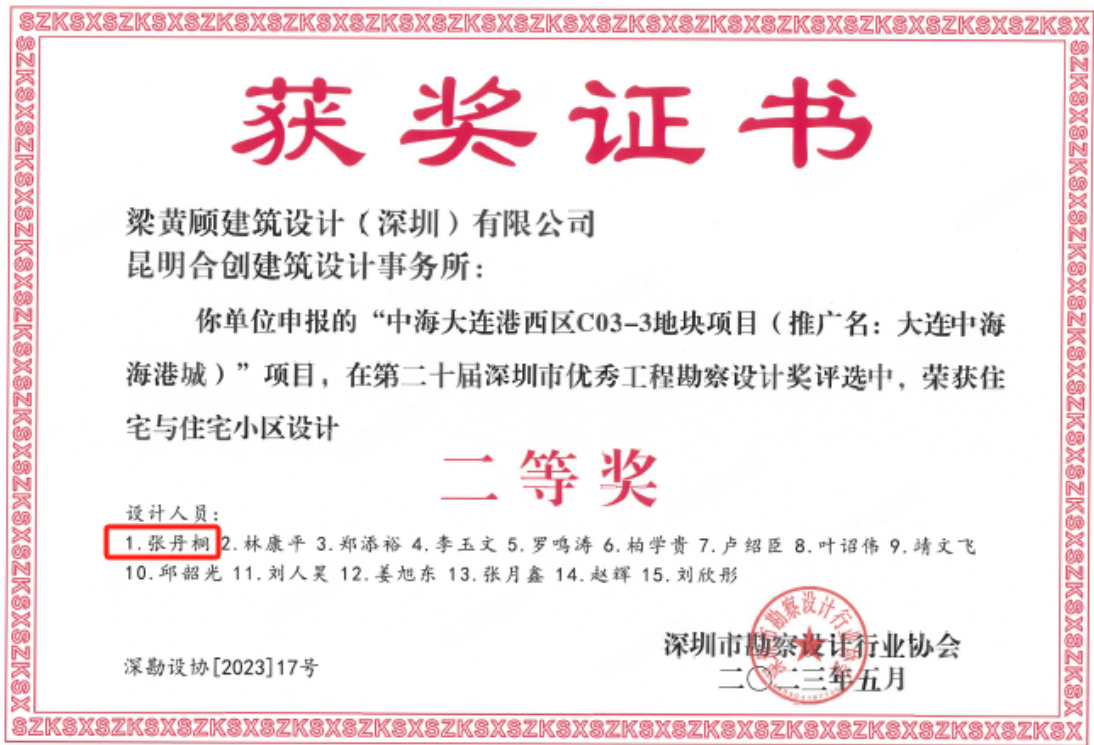 SZKSXSZKSXSZKSXSZKSXSZKSXSZKSXSZKSXSZKSXSZKSXSZKSXSZKSX
获奖证书
梁黄顾建筑设计（深圳）有限公司
昆明合创建筑设计事务所：
你单位申报的“中海大连港西区C03-3地块项目（推广名：大连中海
海港城）”项目，在第二十届深圳市优秀工程勘察设计奖评选中，荣获住
宅与住宅小区设计
二等奖
设计人员：
1.张丹桐 2.林康平 3.郑添裕 4.李玉文 5.罗鸣涛 6.柏学贵 7.卢绍臣 8.叶诏伟 9.靖文飞
10.邱韶光 11.刘人昊 12.姜旭东 13.张月鑫 14.赵辉 15.刘欣彤
深圳市勘察设计行业协会
深勘设协[2023]17号
二〇二三年五月